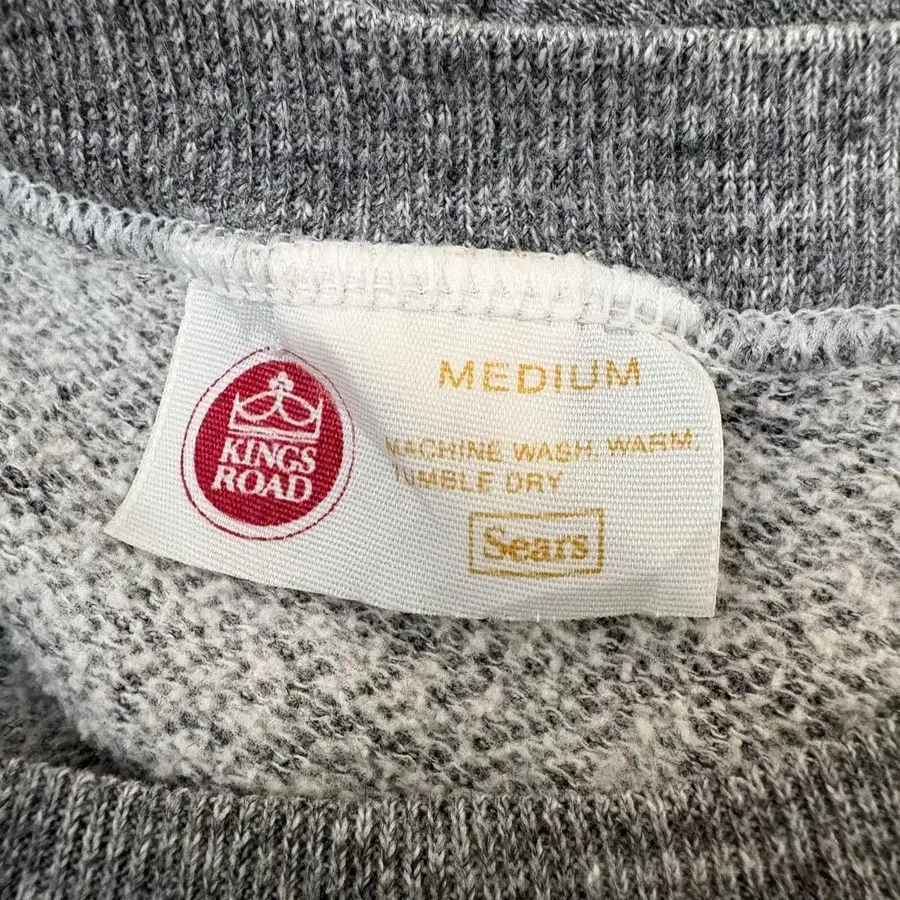 KINGS
ROAD
MEDIUM
MACHINE WASH, WARM,
TUMBLE DRY
Sears